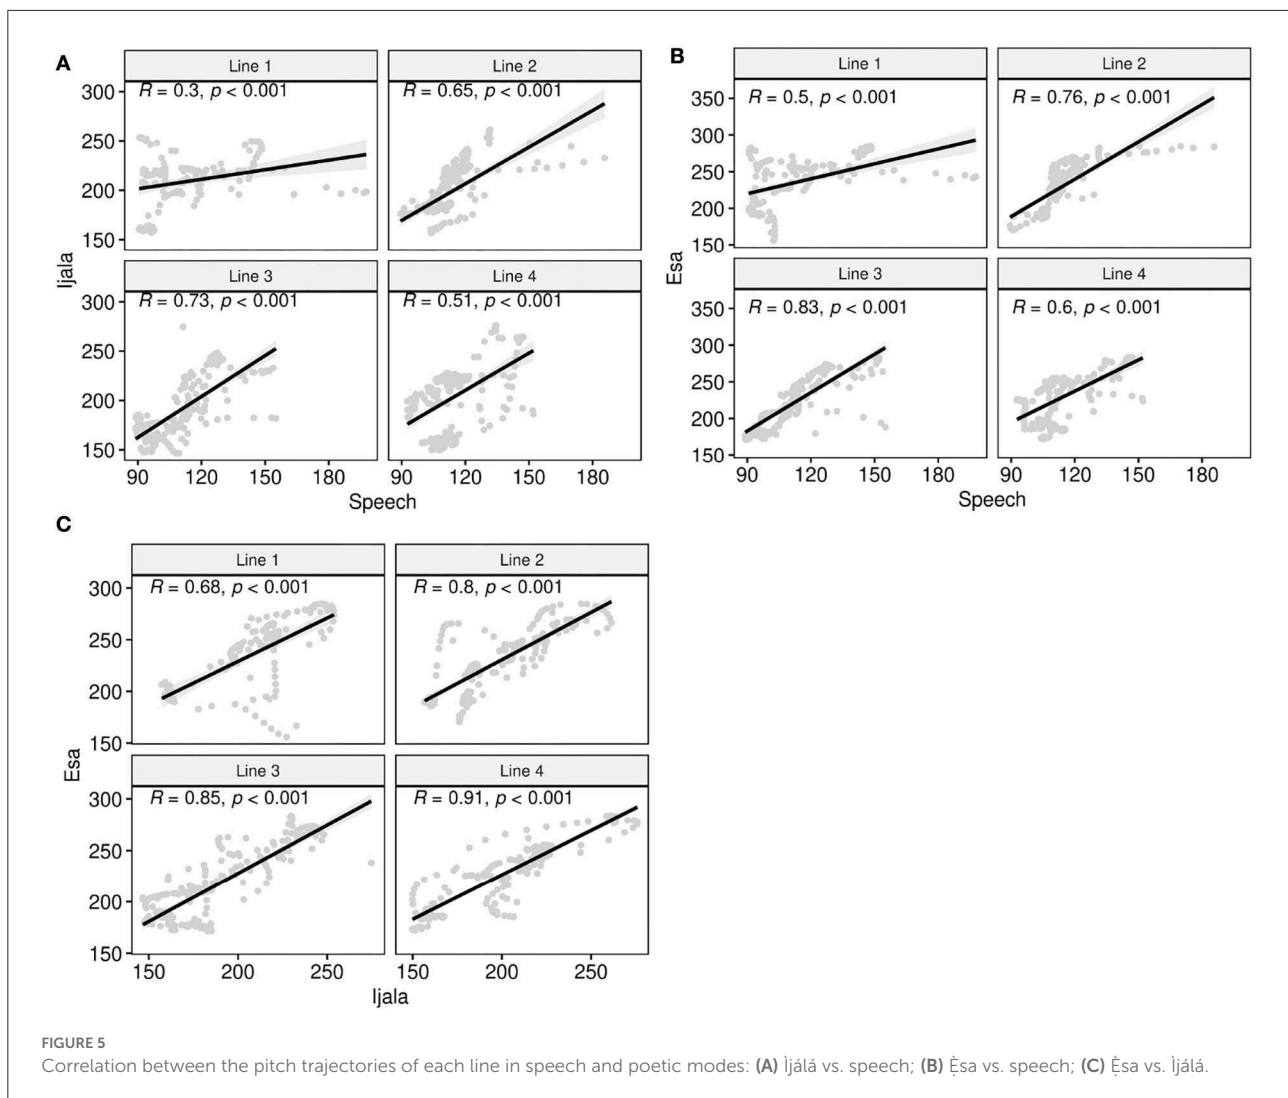 A
Line 1
Line 2
R = 0.3, p < 0.001
R = 0.65, p < 0.001
300
250
200
150
Line 3
Line 4
R = 0.73, p < 0.001
R = 0.51, p < 0.001
300
250
200
150
Ijala
90 120 150 180
90 120 150 180
Speech
B
Line 1
Line 2
R = 0.5, p < 0.001
R = 0.76, p < 0.001
350
300
250
200
150
Line 3
Line 4
R = 0.83, p < 0.001
R = 0.6, p < 0.001
350
300
250
200
150
Esa
90 120 150 180
90 120 150 180
Speech
C
Line 1
Line 2
R = 0.68, p < 0.001
R = 0.8, p < 0.001
300
250
200
150
Line 3
Line 4
R = 0.85, p < 0.001
R = 0.91, p < 0.001
300
250
200
150
Esa
150 200 250
150 200 250
Ijala
FIGURE 5
Correlation between the pitch trajectories of each line in speech and poetic modes: (A) Ìjálá vs. speech; (B) Ẹ̀sa vs. speech; (C) Ẹ̀sa vs. Ìjálá.